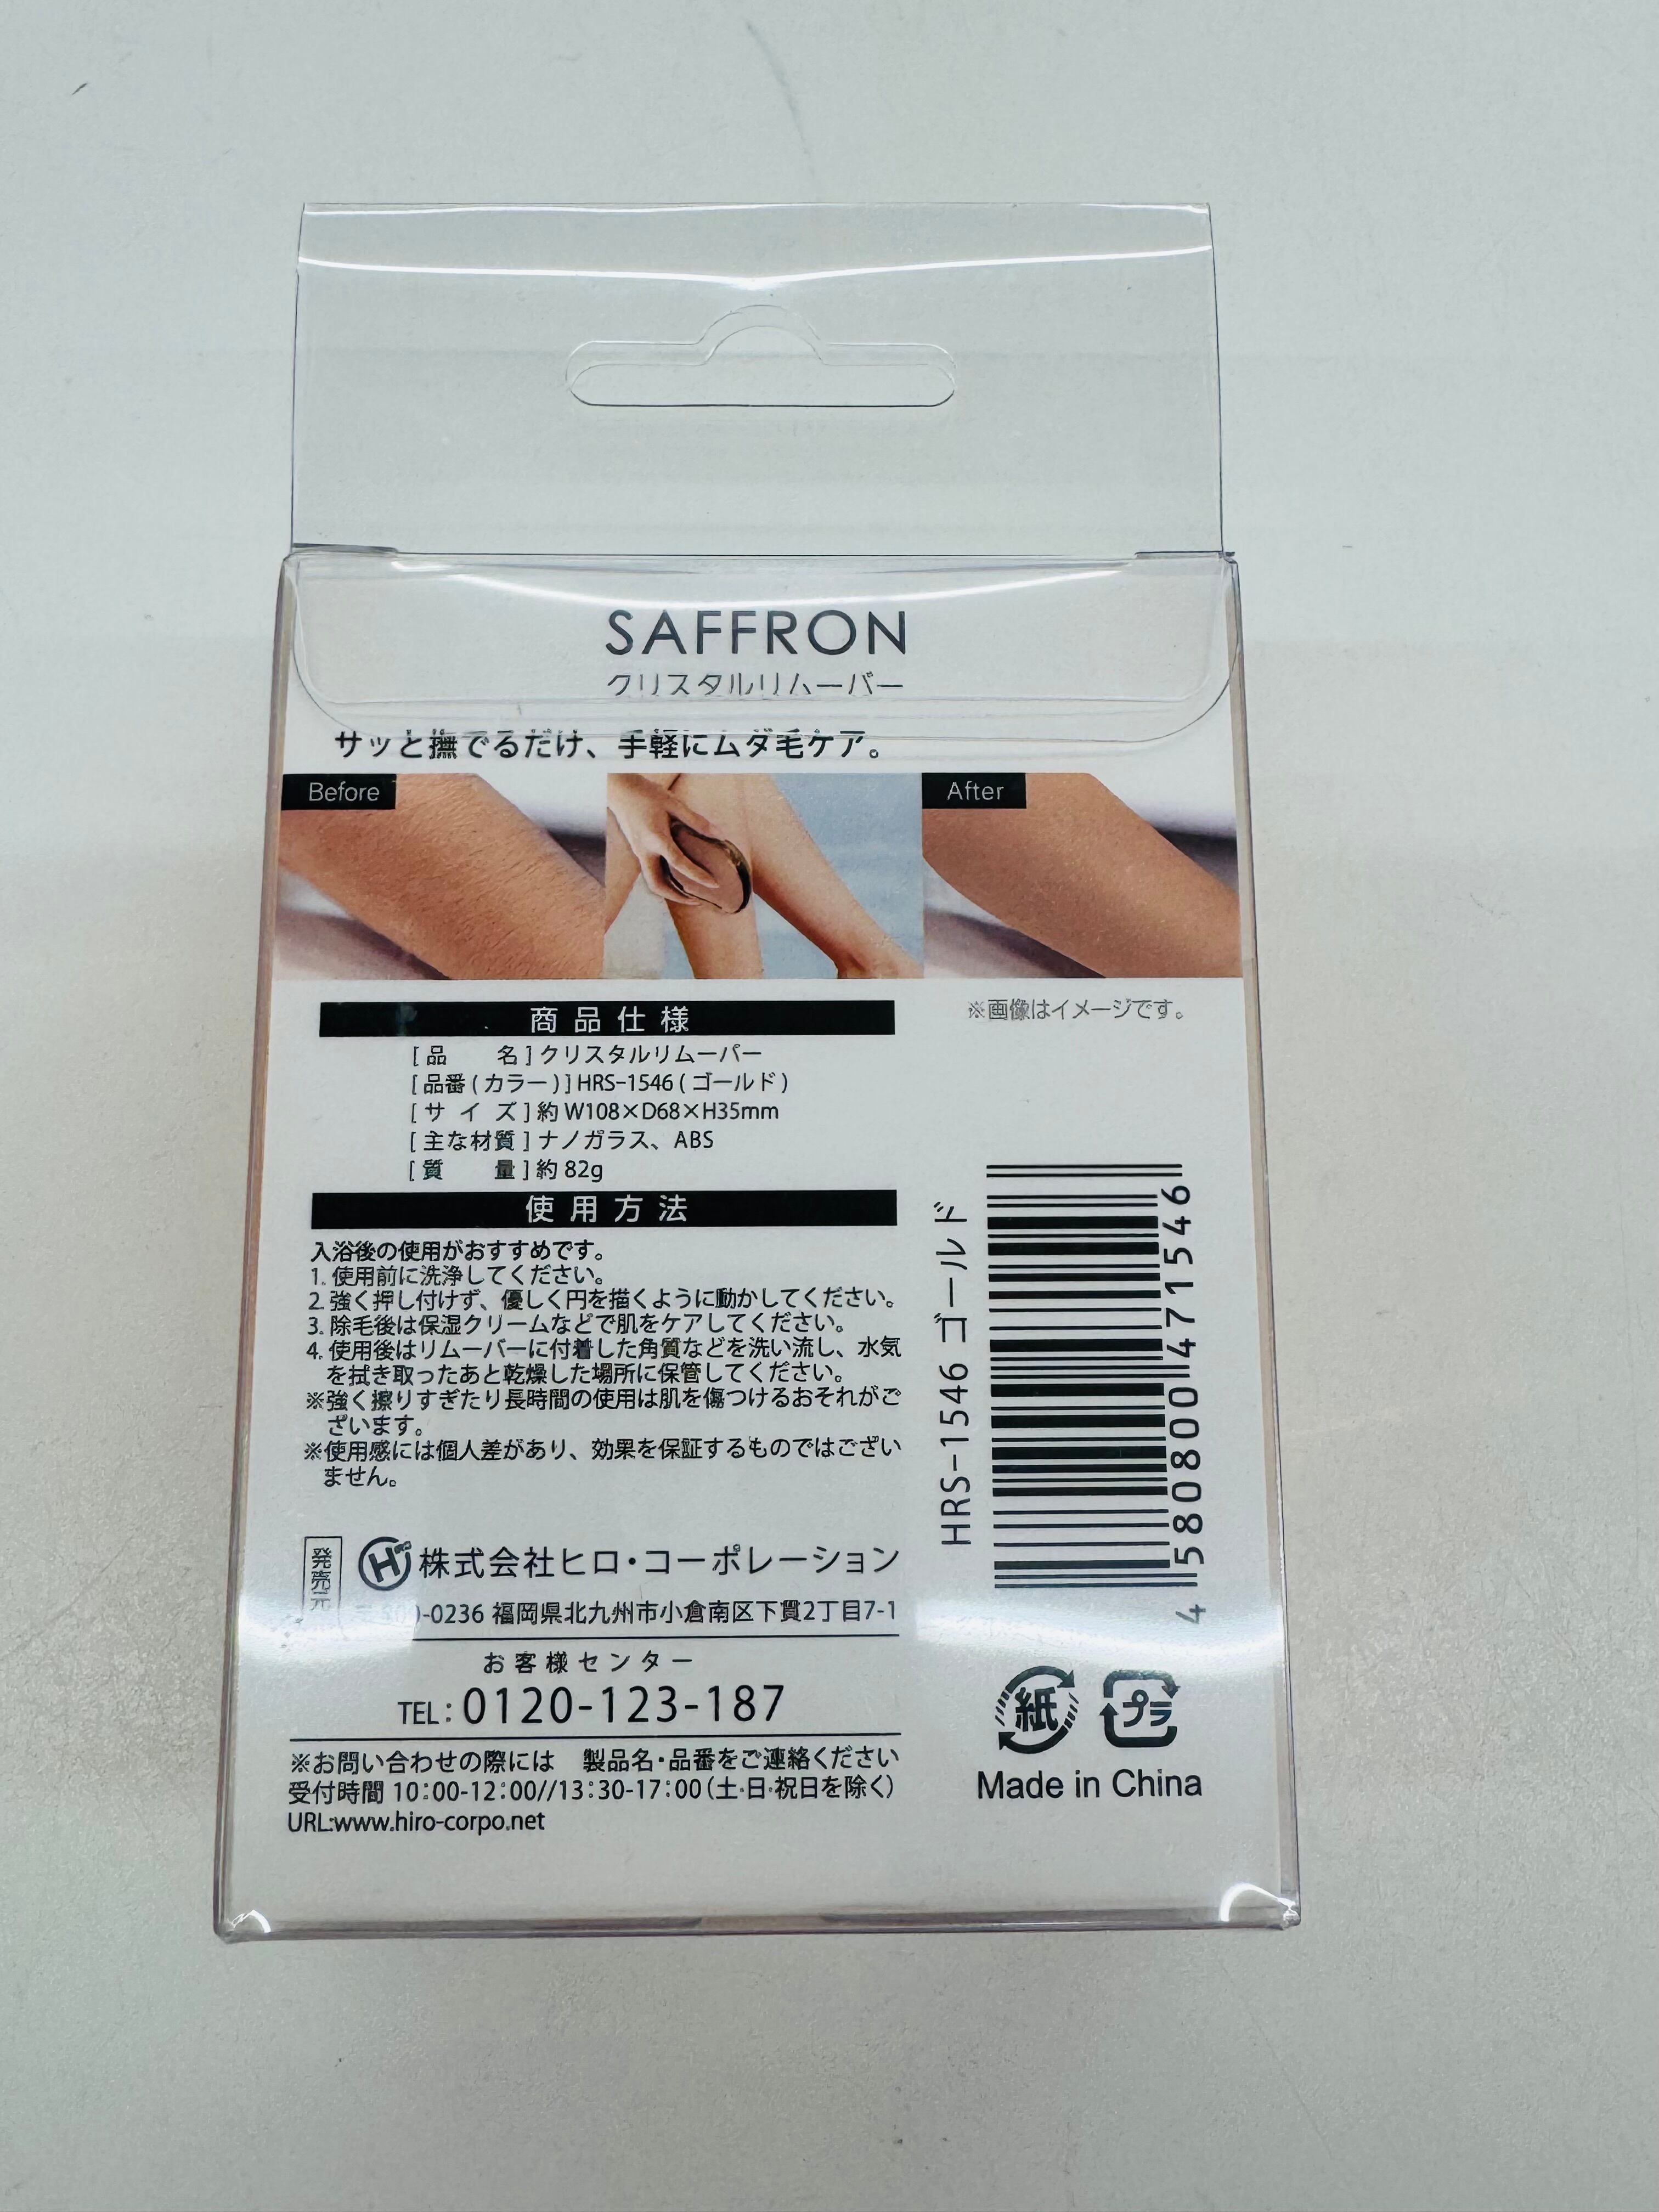 SAFFRON
クリスタルリムーバー
サッと撫でるだけ、手軽にムダ毛ケア。
Before
After
※画像はイメージです。
商品仕様
[品　　名]クリスタルリムーバー
[品番(カラー)]HRS-1546(ゴールド)
[サ イ ズ]約W108×D68×H35mm
[主な材質]ナノガラス、ABS
[質　　量]約82g
使用方法
入浴後の使用がおすすめです。
1. 使用前に洗浄してください。
2. 強く押し付けず、優しく円を描くように動かしてください。
3. 除毛後は保湿クリームなどで肌をケアしてください。
4. 使用後はリムーバーに付着した角質などを洗い流し、水気
を拭き取ったあと乾燥した場所に保管してください。
※強く擦りすぎたり長時間の使用は肌を傷つけるおそれがご
ざいます。
※使用感には個人差があり、効果を保証するものではござい
ません。
HRS-1546 ゴールド
4580800471546
発売元
H 株式会社ヒロ・コーポレーション
-0236 福岡県北九州市小倉南区下貫2丁目7-1
お客様センター
TEL:0120-123-187
※お問い合わせの際には　製品名・品番をご連絡ください
受付時間 10:00-12:00//13:30-17:00(土・日・祝日を除く)
URL:www.hiro-corpo.net
紙
プラ
Made in China